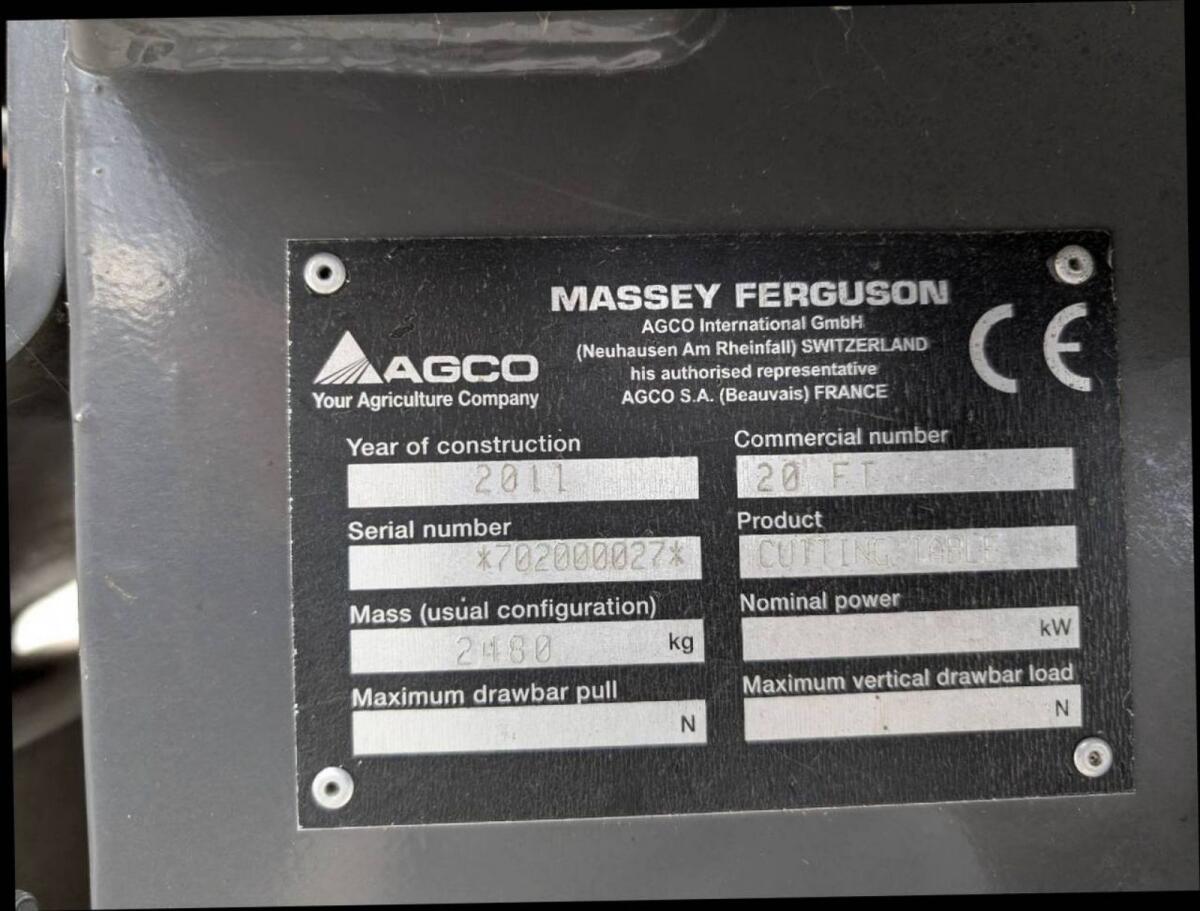 MASSEY FERGUSON
AGCO International GmbH
(Neuhausen Am Rheinfall) SWITZERLAND
his authorised representative
AGCO S.A. (Beauvais) FRANCE
CE
AGCO
Your Agriculture Company
Year of construction
2011
Commercial number
20 FT
Serial number
*702000027*
Product
CUTTING TABLE
Mass (usual configuration)
2480 kg
Nominal power
kW
Maximum drawbar pull
N
Maximum vertical drawbar load
N